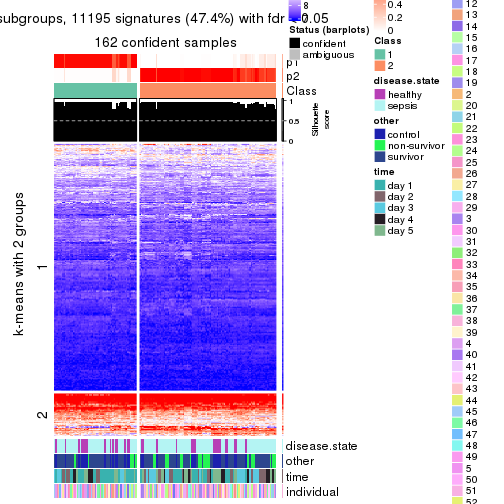 subgroups, 11195 signatures (47.4%) with fdr < 0.05
162 confident samples
p1
p2
Class
1
0.5
0
Silhouette
score
k-means with 2 groups
1
2
disease.state
other
time
individual
8
Status (barplots)
confident
ambiguous
0.4
0.2
0
Class
1
2
disease.state
healthy
sepsis
other
control
non-survivor
survivor
time
day 1
day 2
day 3
day 4
day 5
12
13
14
15
16
17
18
19
2
20
21
22
23
24
25
26
27
28
29
3
30
31
32
33
34
35
36
37
38
39
4
40
41
42
43
44
45
46
47
48
49
5
50
51
52